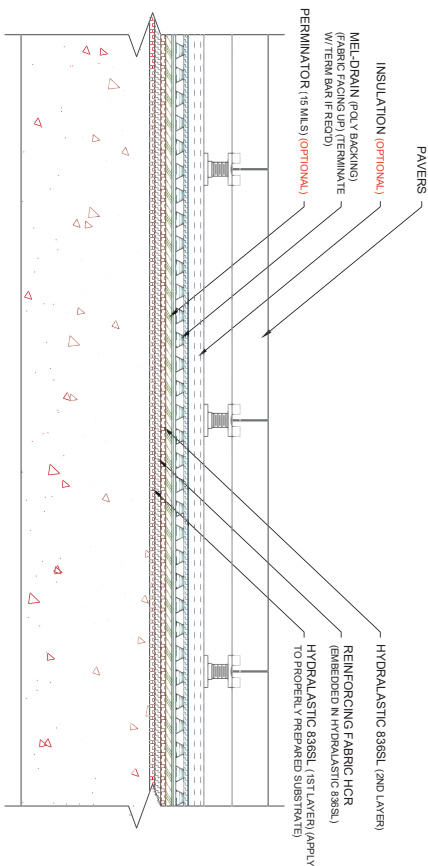 PAVERS
INSULATION (OPTIONAL)
MEL-DRAIN (POLY BACKING)
(FABRIC FACING UP) (TERMINATE
W/ TERM BAR IF REQ'D)
PERMINATOR (15 MILS) (OPTIONAL)
HYDRALASTIC 836SL (2ND LAYER)
REINFORCING FABRIC HCR
(EMBEDDED IN HYDRALASTIC 836SL)
HYDRALASTIC 836SL (1ST LAYER) (APPLY
TO PROPERLY PREPARED SUBSTRATE)